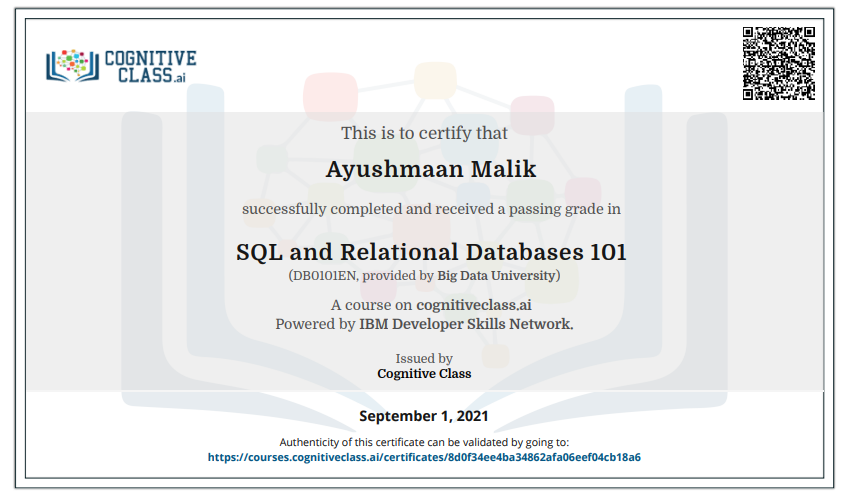 COGNITIVE
CLASS.ai
This is to certify that
Ayushmaan Malik
successfully completed and received a passing grade in
SQL and Relational Databases 101
(DB0101EN, provided by Big Data University)
A course on cognitiveclass.ai
Powered by IBM Developer Skills Network.
Issued by
Cognitive Class
September 1, 2021
Authenticity of this certificate can be validated by going to:
https://courses.cognitiveclass.ai/certificates/8d0f34ee4ba34862afa06eef04cb18a6